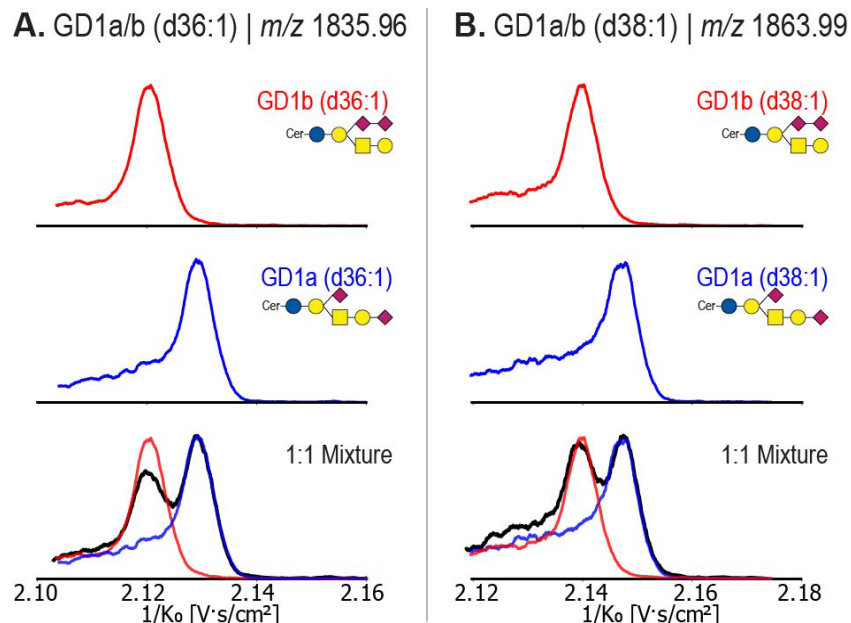 A. GD1a/b (d36:1) | m/z 1835.96
GD1b (d36:1)
Cer
GD1a (d36:1)
Cer
1:1 Mixture
2.10 2.12 2.14 2.16
1/K₀ [V·s/cm²]
B. GD1a/b (d38:1) | m/z 1863.99
GD1b (d38:1)
Cer
GD1a (d38:1)
Cer
1:1 Mixture
2.12 2.14 2.16 2.18
1/K₀ [V·s/cm²]